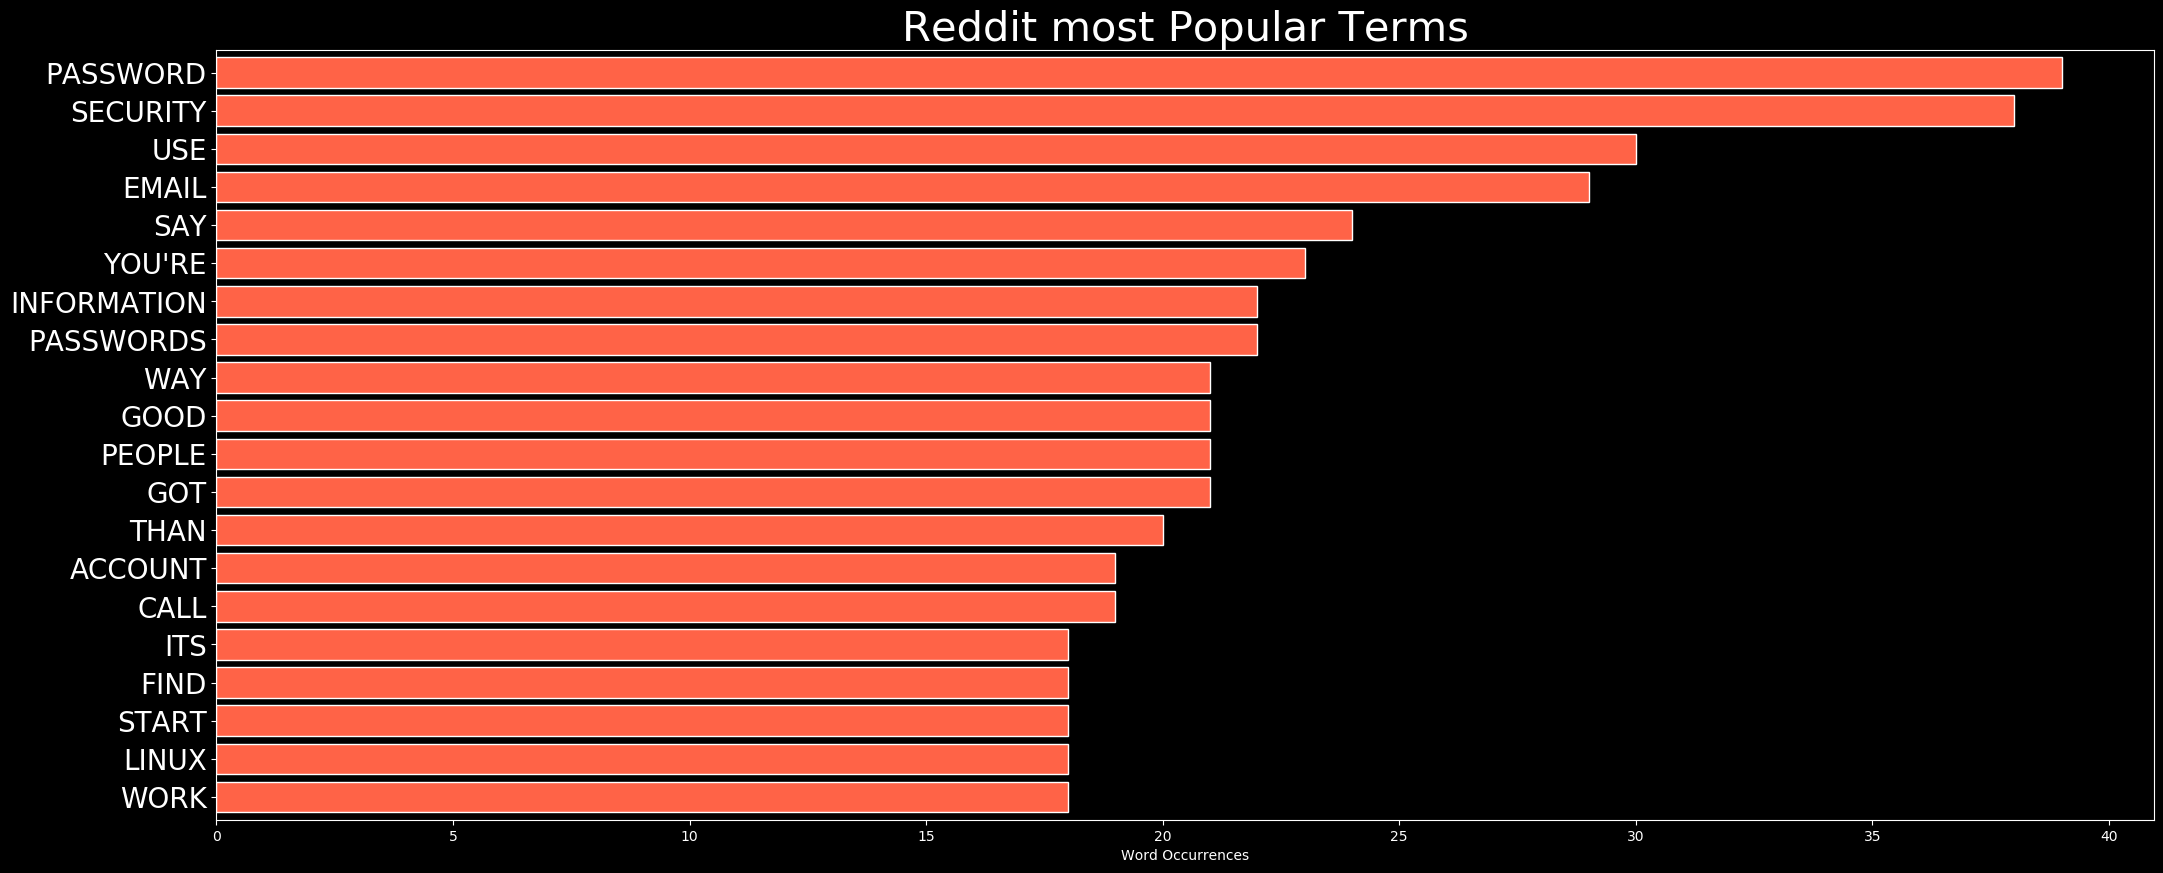 Reddit most Popular Terms
PASSWORD
SECURITY
USE
EMAIL
SAY
YOU'RE
INFORMATION
PASSWORDS
WAY
GOOD
PEOPLE
GOT
THAN
ACCOUNT
CALL
ITS
FIND
START
LINUX
WORK
0 5 10 15 20 25 30 35 40
Word Occurrences